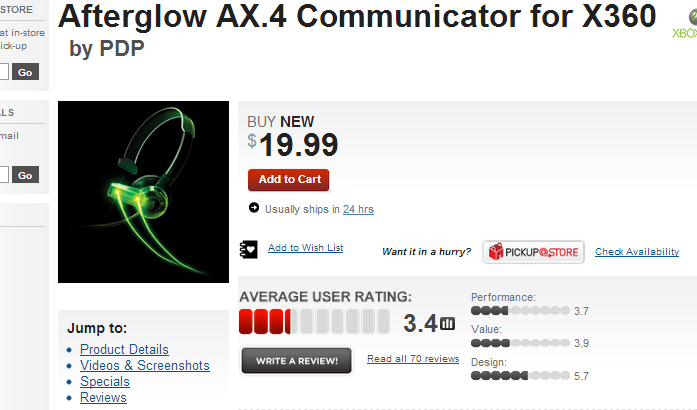 STORE
at in-store
ick-up
Go
ALS
mail
Go
Afterglow AX.4 Communicator for X360
by PDP
XBOX
BUY NEW
$19.99
Add to Cart
Usually ships in 24 hrs
Add to Wish List
Want it in a hurry?
PICKUP@STORE
Check Availability
AVERAGE USER RATING:
3.4
WRITE A REVIEW!
Read all 70 reviews
Performance:
3.7
Value:
3.9
Design:
5.7
Jump to:
Product Details
Videos & Screenshots
Specials
Reviews